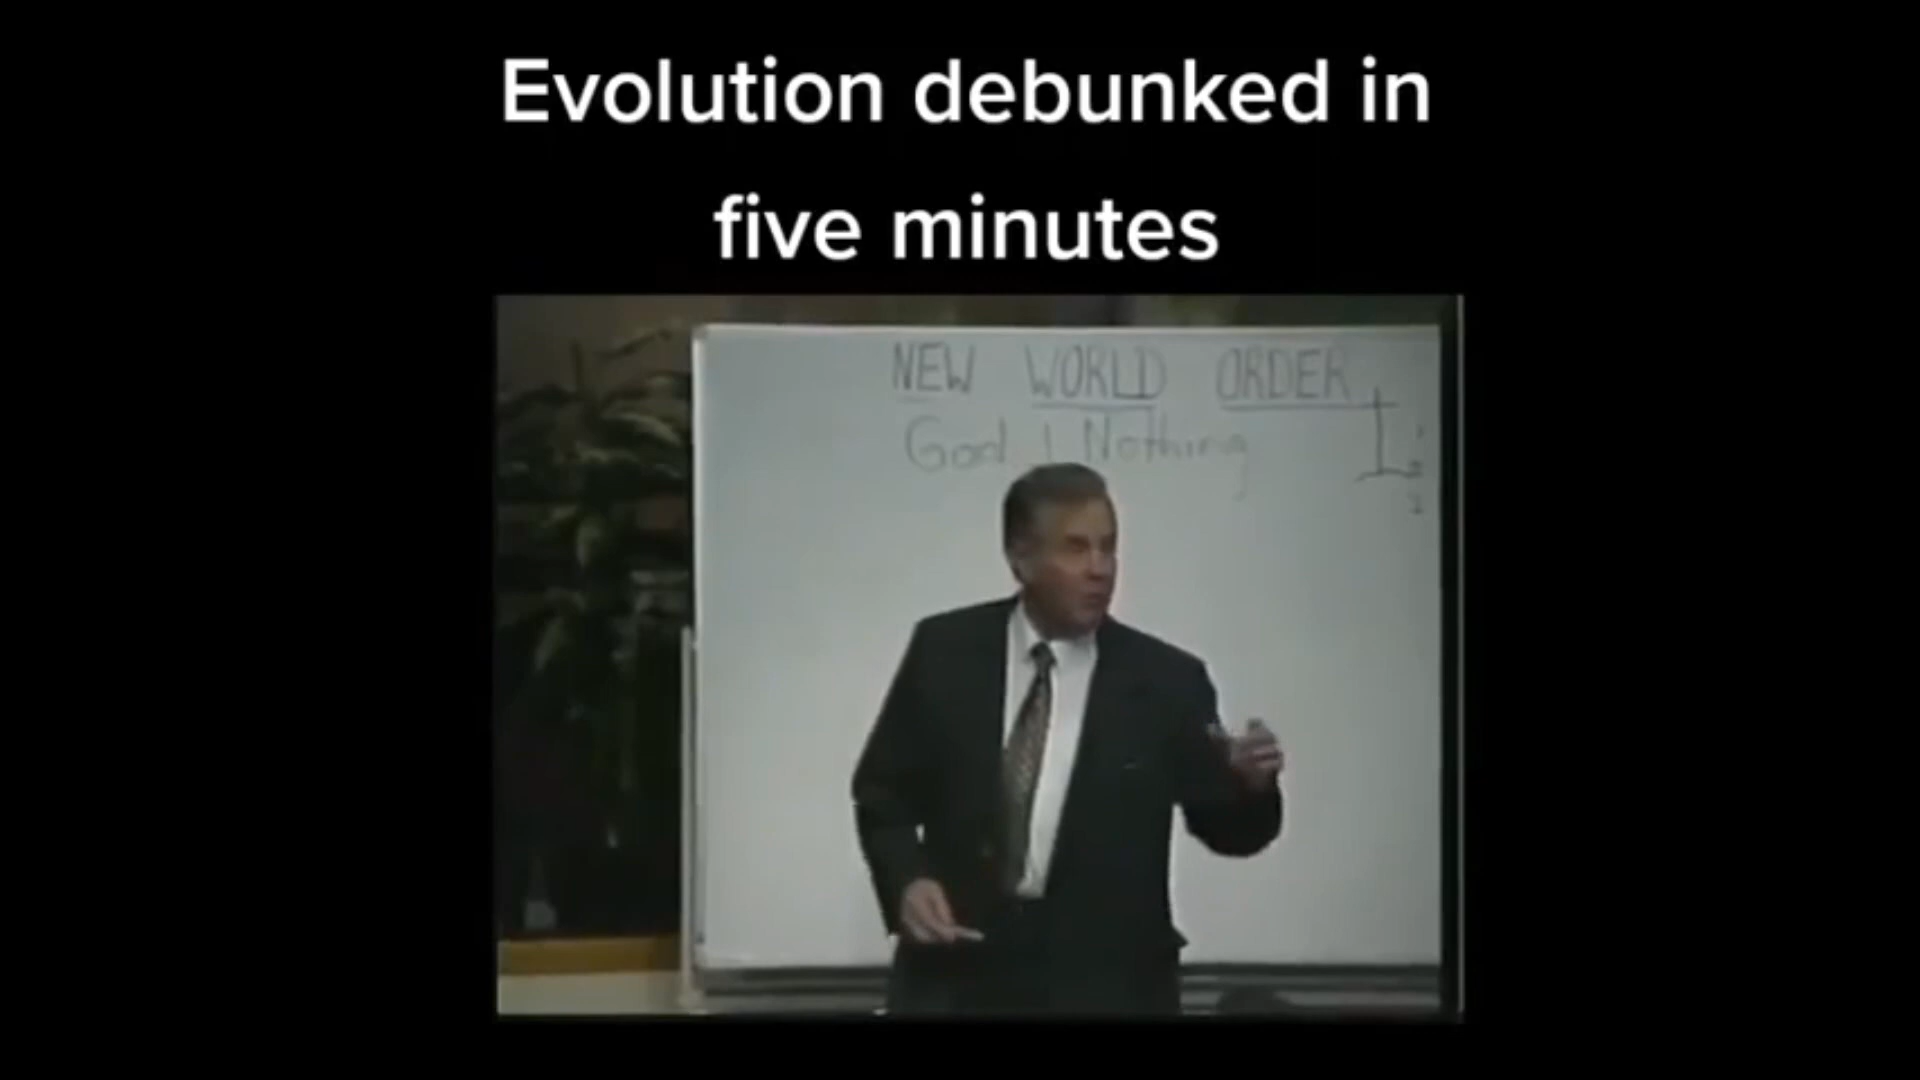 Evolution debunked in
five minutes
NEW WORLD ORDER
God | Nothing